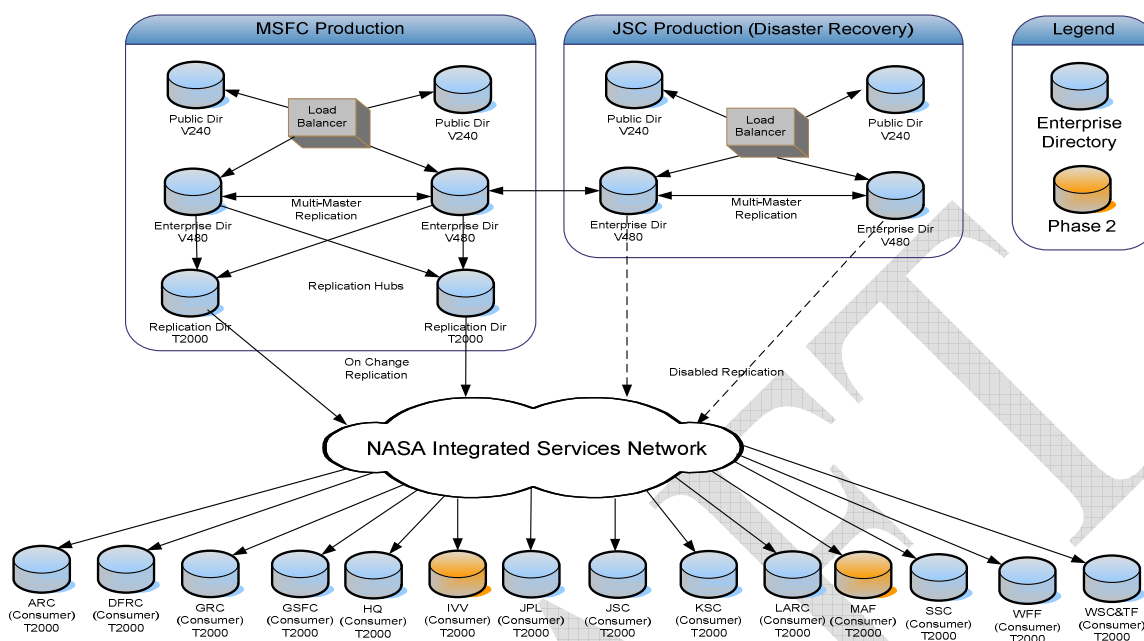 MSFC Production
JSC Production (Disaster Recovery)
Legend
Public Dir
V240
Load
Balancer
Public Dir
V240
Public Dir
V240
Load
Balancer
Public Dir
V240
Enterprise
Directory
Phase 2
Enterprise Dir
V480
Multi-Master
Replication
Enterprise Dir
V480
Enterprise Dir
V480
Multi-Master
Replication
Enterprise Dir
V480
Replication Dir
T2000
Replication Hubs
Replication Dir
T2000
On Change
Replication
Disabled Replication
NASA Integrated Services Network
ARC
(Consumer)
T2000
DFRC
(Consumer)
T2000
GRC
(Consumer)
T2000
GSFC
(Consumer)
T2000
HQ
(Consumer)
T2000
IVV
(Consumer)
T2000
JPL
(Consumer)
T2000
JSC
(Consumer)
T2000
KSC
(Consumer)
T2000
LARC
(Consumer)
T2000
MAF
(Consumer)
T2000
SSC
(Consumer)
T2000
WFF
(Consumer)
T2000
WSC&TF
(Consumer)
T2000